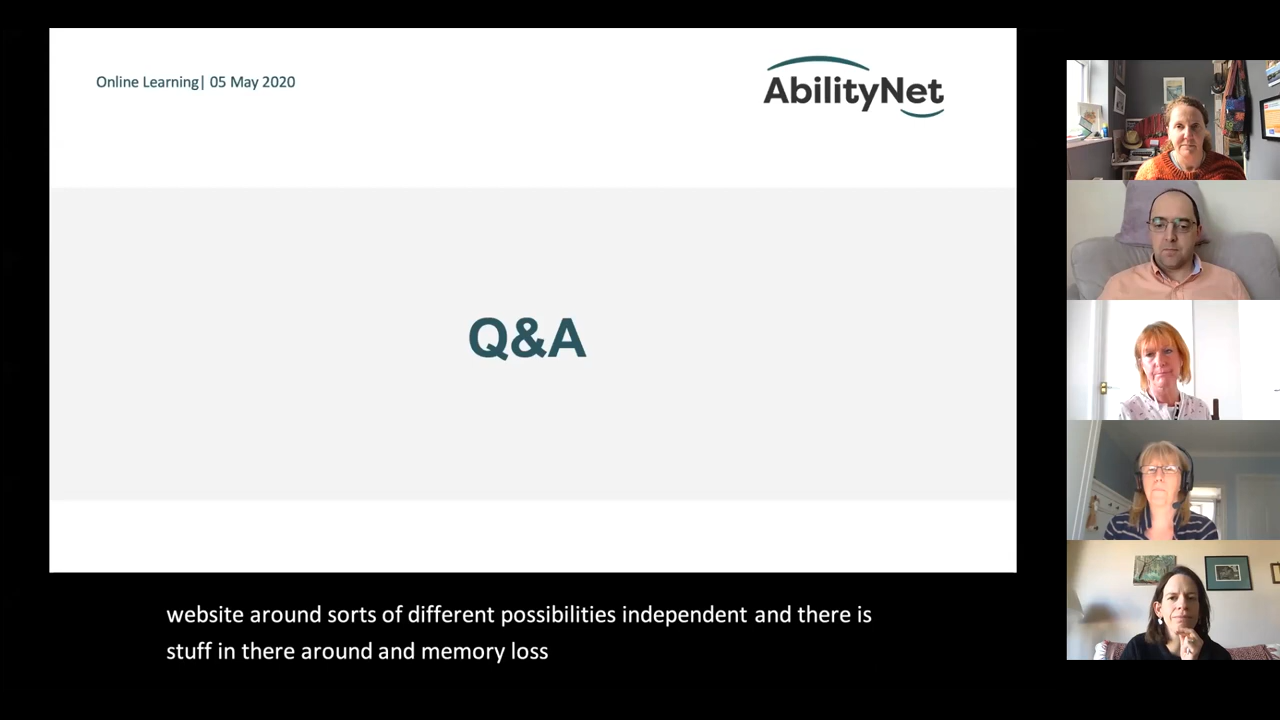 Online Learning| 05 May 2020
AbilityNet
Q&A
website around sorts of different possibilities independent and there is
stuff in there around and memory loss